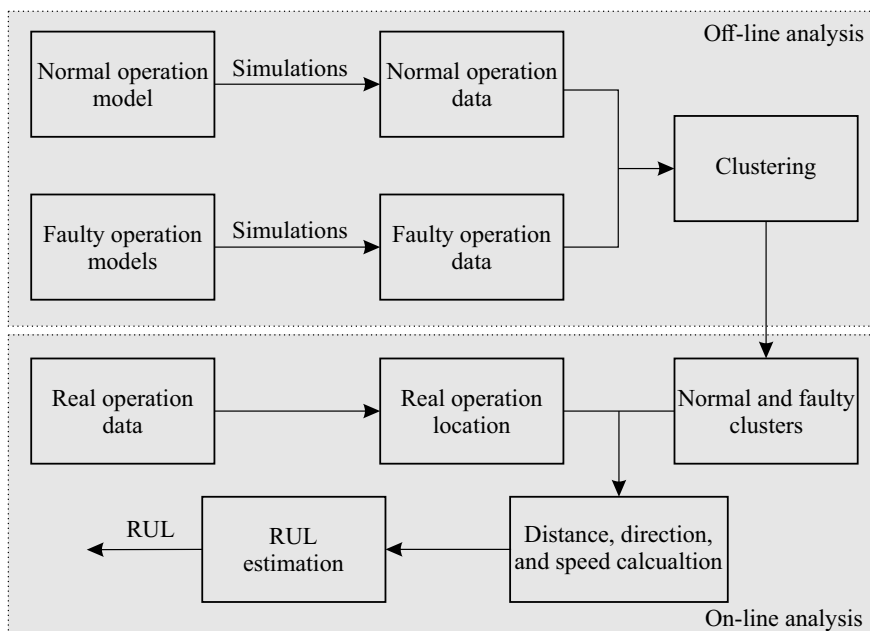 Off-line analysis
Normal operation
model
Simulations
Normal operation
data
Clustering
Faulty operation
models
Simulations
Faulty operation
data
Real operation
data
Real operation
location
Normal and faulty
clusters
RUL
RUL
estimation
Distance, direction,
and speed calcualtion
On-line analysis